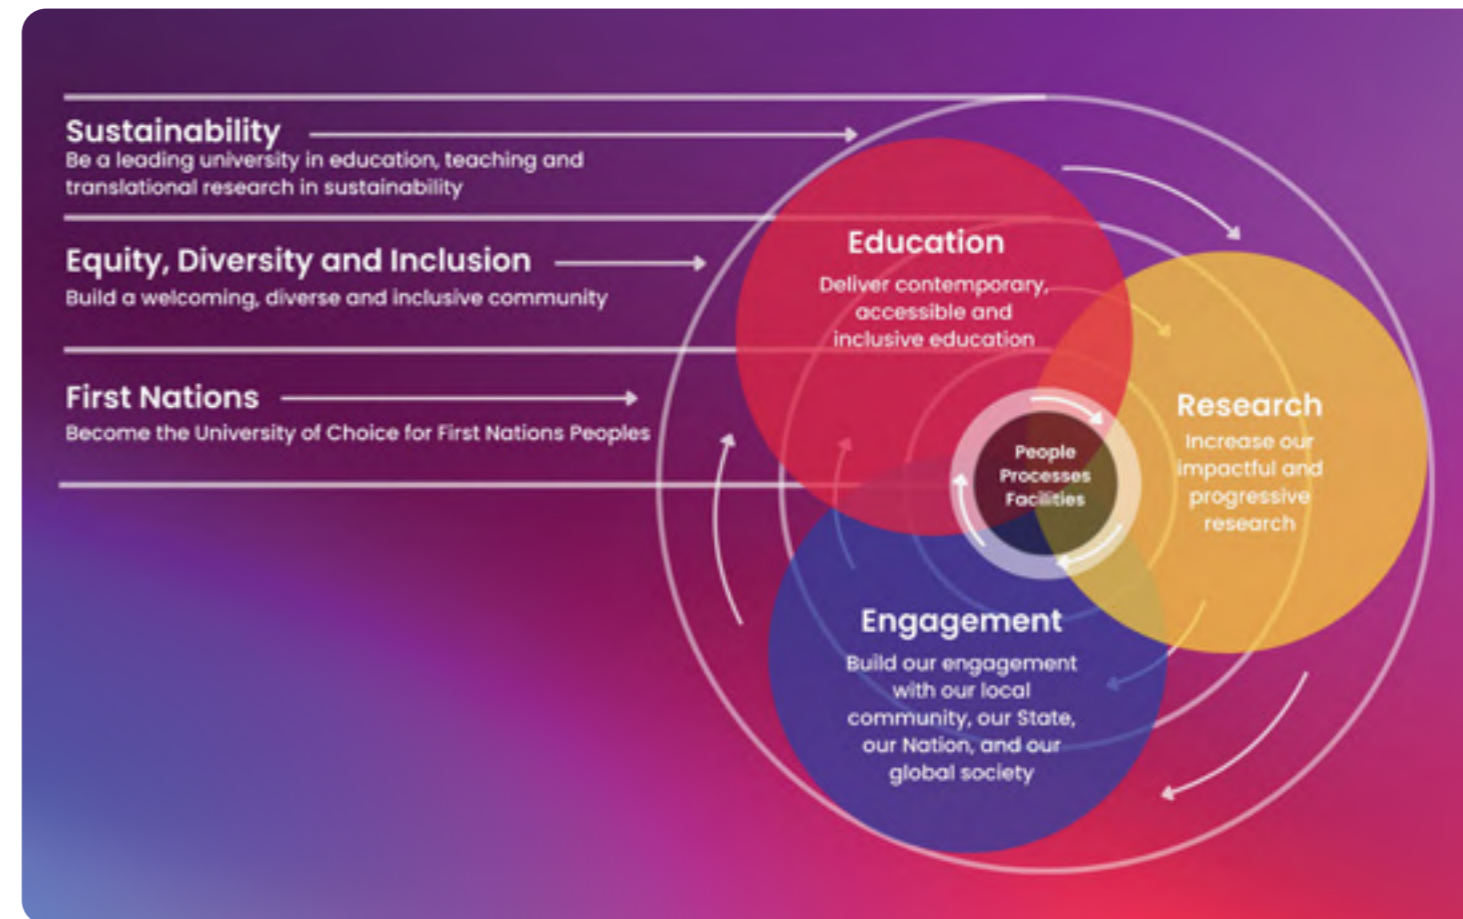 Sustainability
Be a leading university in education, teaching and
translational research in sustainability
Equity, Diversity and Inclusion
Build a welcoming, diverse and inclusive community
First Nations
Become the University of Choice for First Nations Peoples
Education
Deliver contemporary,
accessible and
inclusive education
Research
Increase our
impactful and
progressive
research
People
Processes
Facilities
Engagement
Build our engagement
with our local
community, our State,
our Nation, and our
global society